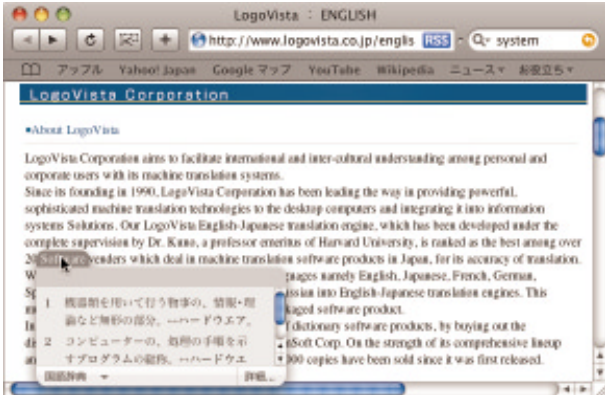 LogoVista : ENGLISH
http://www.logovista.co.jp/englis RSS system
アップル Yahoo! Japan Google マップ YouTube Wikipedia ニュース お役立ち
LogoVista Corporation
About LogoVista
LogoVista Corporation aims to facilitate international and inter-cultural understanding among personal and
corporate users with its machine translation systems.
Since its founding in 1990, LogoVista Corporation has been leading the way in providing powerful,
sophisticated machine translation technologies to the desktop computers and integrating it into information
systems Solutions. Our LogoVista English-Japanese translation engine, which has been developed under the
complete supervision by Dr. Kuno, a professor emeritus of Harvard University, is ranked as the best among over
20 Software venders which deal in machine translation software products in Japan, for its accuracy of translation.
guages namely English, Japanese, French, German,
ssian into English-Japanese translation engines. This
kaged software product.
f dictionary software products, by buying out the
nSoft Corp. On the strength of its comprehensive lineup
000 copies have been sold since it was first released.
1 機器類を用いて行う物事の、情報・理
論など無形の部分。↔ハードウエア。
2 コンピューターの、処理の手順を示
すプログラムの総称。↔ハードウエ
国語辞典 詳細...